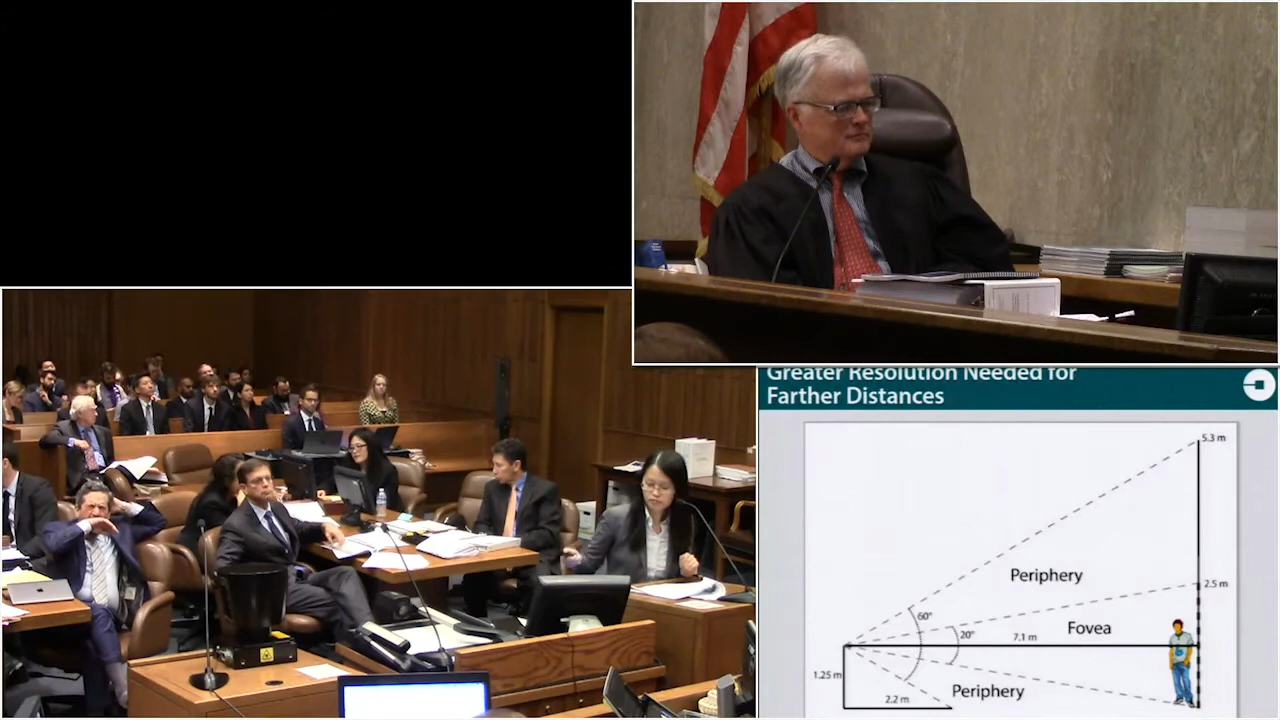 Greater Resolution Needed for
Farther Distances
5.3 m
Periphery
2.5 m
60°
20°
Fovea
7.1 m
1.25 m
2.2 m
Periphery